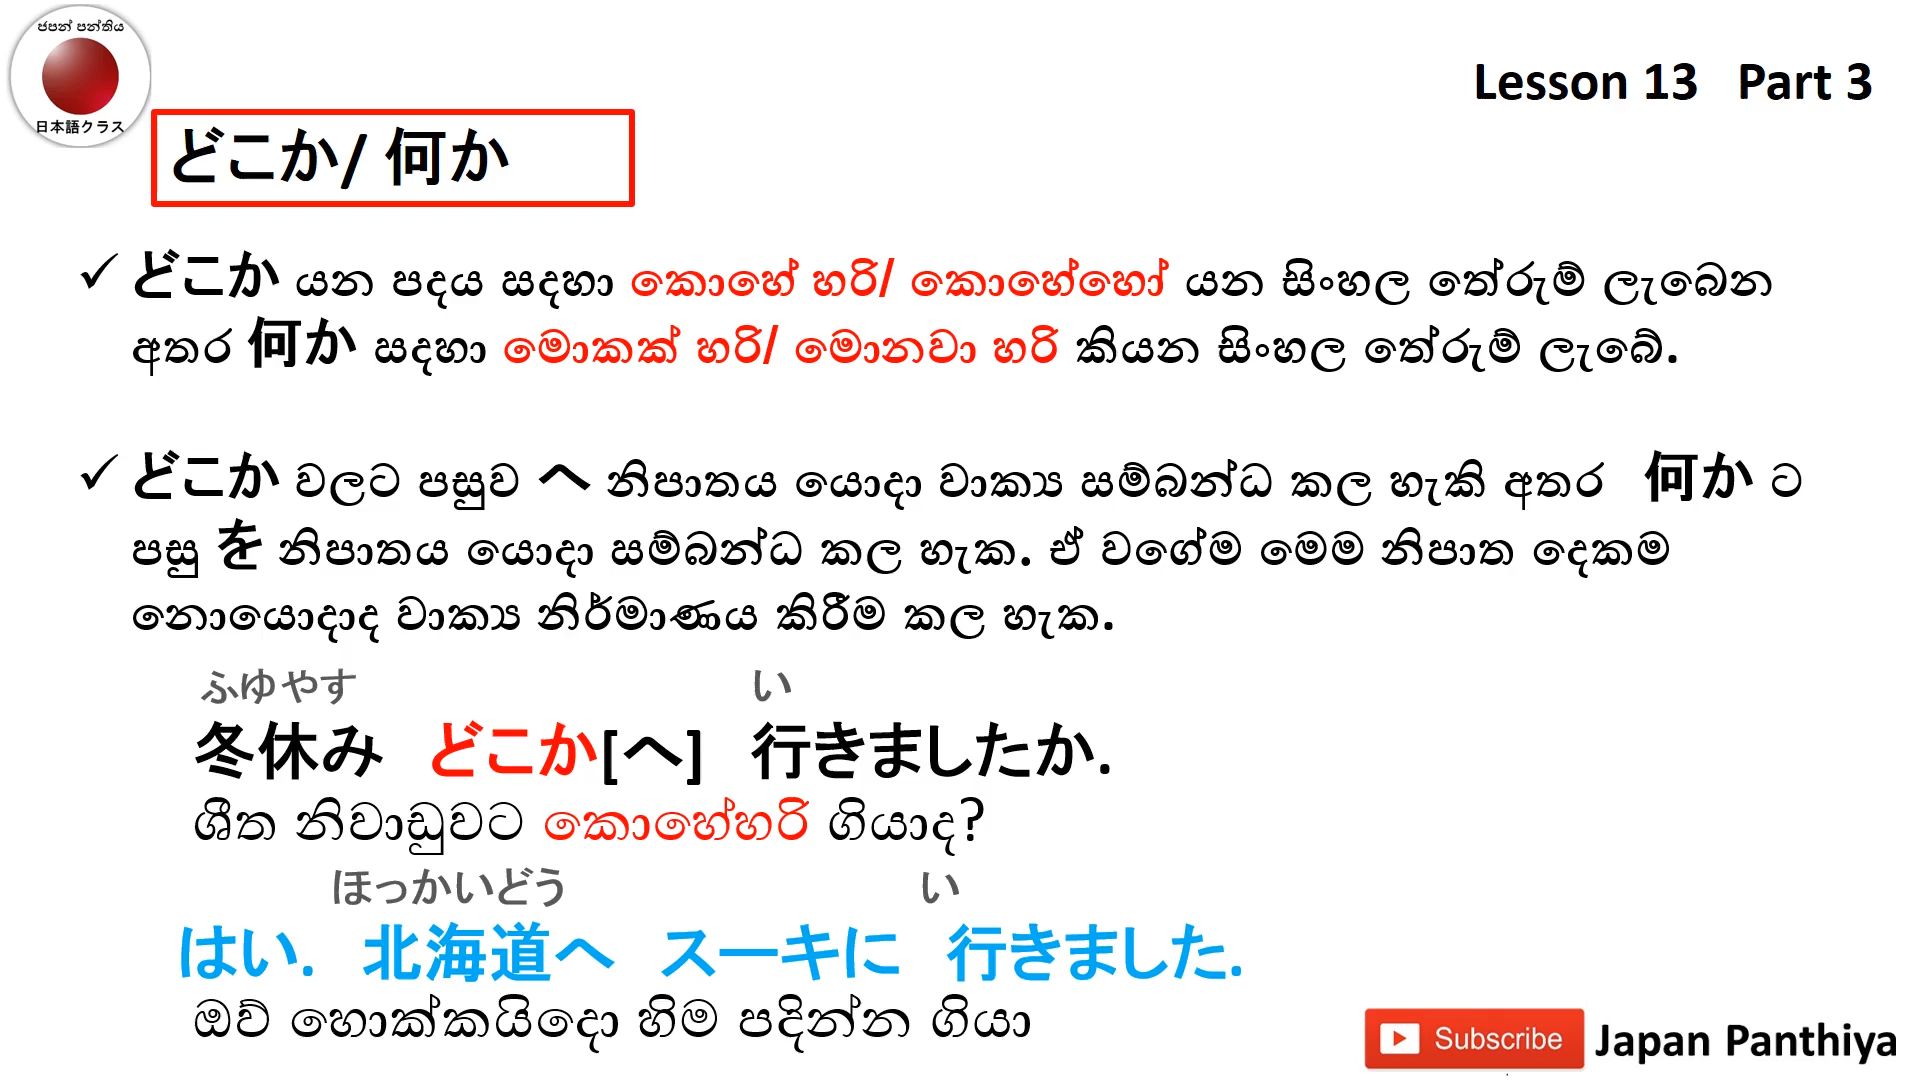 ජපන් පන්තිය
日本語クラス
Lesson 13 Part 3
どこか/ 何か
✓ どこか යන පදය සදහා කොහේ හරි/ කොහේහෝ යන සිංහල තේරුම් ලැබෙන
අතර 何か සදහා මොකක් හරි/ මොනවා හරි කියන සිංහල තේරුම් ලැබේ.
✓ どこか වලට පසුව へ නිපාතය යොදා වාක්‍ය සම්බන්ධ කල හැකි අතර 何か ට
පසු を නිපාතය යොදා සම්බන්ධ කල හැක. ඒ වගේම මෙම නිපාත දෙකම
නොයොදාද වාක්‍ය නිර්මාණය කිරීම කල හැක.
ふゆやす い
冬休み どこか[へ] 行きましたか.
ශීත නිවාඩුවට කොහේහරි ගියාද?
ほっかいどう い
はい. 北海道へ スーキに 行きました.
ඔව් හොක්කයිදො හිම පදින්න ගියා
Subscribe Japan Panthiya